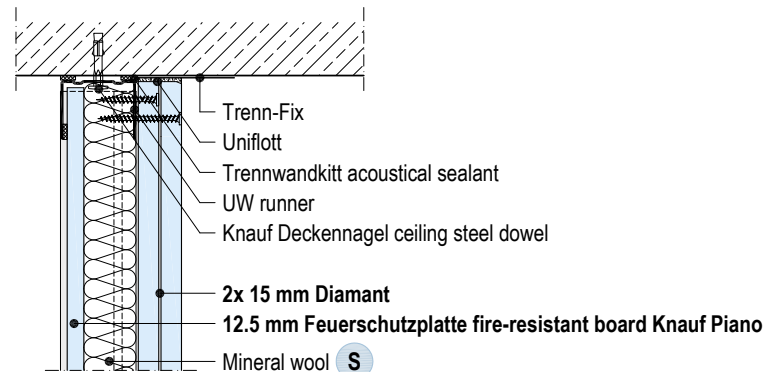 Trenn-Fix
Uniflott
Trennwandkitt acoustical sealant
UW runner
Knauf Deckennagel ceiling steel dowel
2x 15 mm Diamant
12.5 mm Feuerschutzplatte fire-resistant board Knauf Piano
Mineral wool S